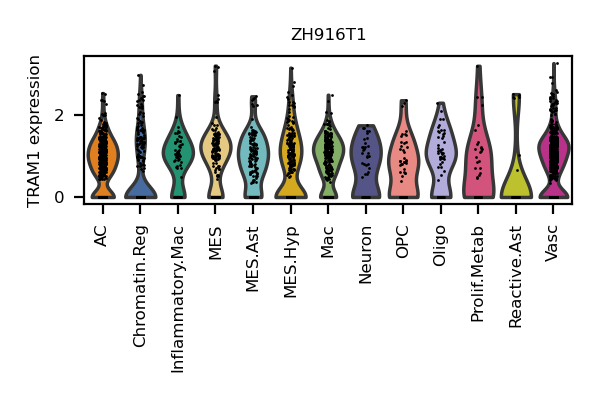 ZH916T1
TRAM1 expression
2
0
AC
Chromatin.Reg
Inflammatory.Mac
MES
MES.Ast
MES.Hyp
Mac
Neuron
OPC
Oligo
Prolif.Metab
Reactive.Ast
Vasc